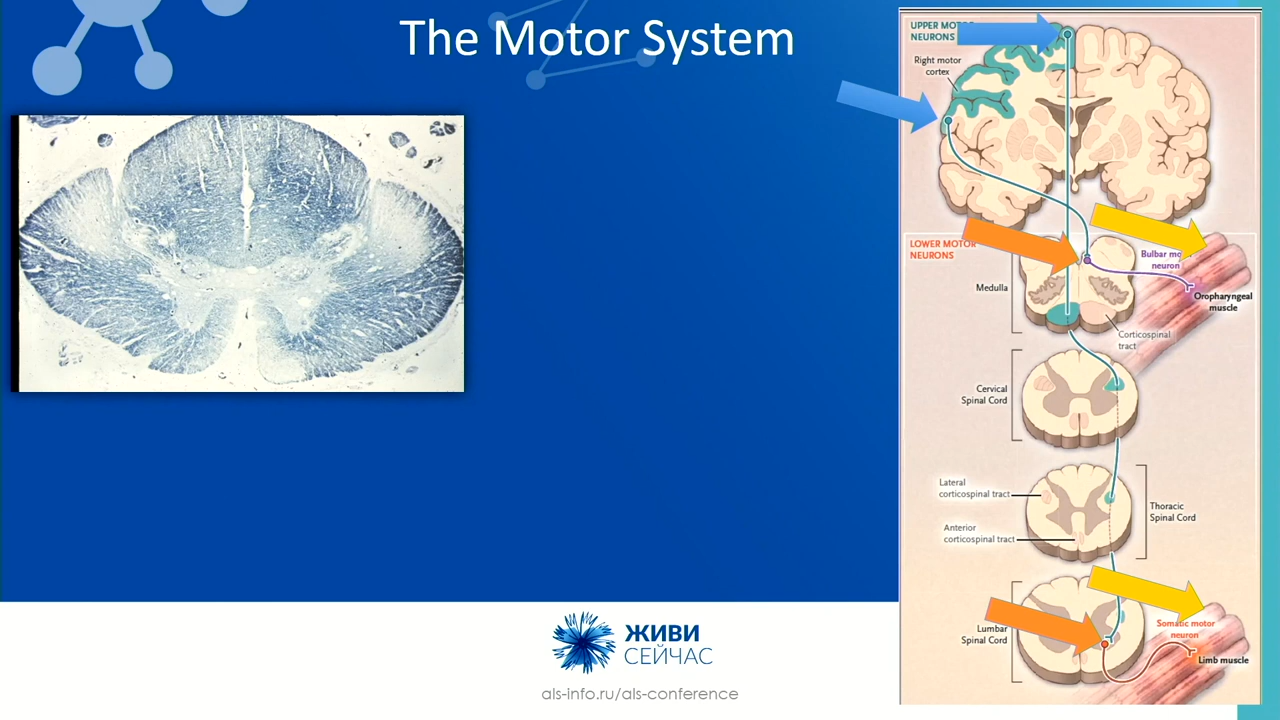 The Motor System
UPPER MOTOR
NEURONS
Right motor
cortex
LOWER MOTOR
NEURONS
Bulbar mo
neuron
Medulla
Oropharyngeal
muscle
Corticospinal
tract
Cervical
Spinal Cord
Lateral
corticospinal tract
Thoracic
Spinal Cord
Anterior
corticospinal tract
Lumbar
Spinal Cord
Somatic motor
neuron
Limb muscle
ЖИВИ
СЕЙЧАС
als-info.ru/als-conference